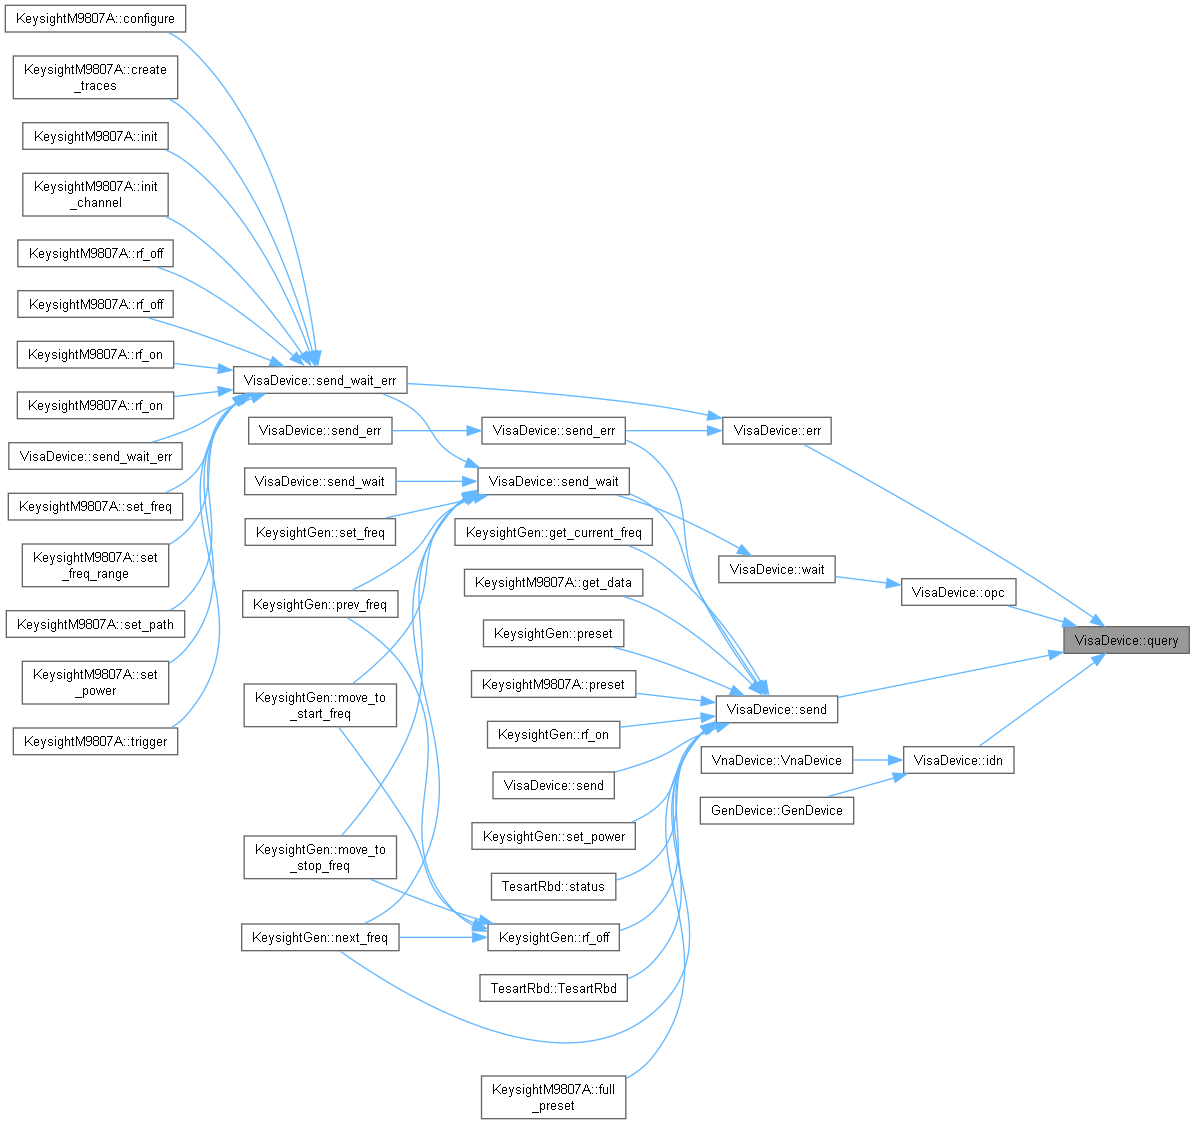 KeysightM9807A::configure
KeysightM9807A::create
_traces
KeysightM9807A::init
KeysightM9807A::init
_channel
KeysightM9807A::rf_off
KeysightM9807A::rf_off
KeysightM9807A::rf_on
KeysightM9807A::rf_on
VisaDevice::send_wait_err
KeysightM9807A::set_freq
KeysightM9807A::set
_freq_range
KeysightM9807A::set_path
KeysightM9807A::set
_power
KeysightM9807A::trigger
VisaDevice::send_wait_err
VisaDevice::send_err
VisaDevice::send_wait
KeysightGen::set_freq
KeysightGen::prev_freq
KeysightGen::move_to
_start_freq
KeysightGen::move_to
_stop_freq
KeysightGen::next_freq
VisaDevice::send_err
VisaDevice::send_wait
KeysightGen::get_current_freq
KeysightM9807A::get_data
KeysightGen::preset
KeysightM9807A::preset
KeysightGen::rf_on
VisaDevice::send
KeysightGen::set_power
TesartRbd::status
KeysightGen::rf_off
TesartRbd::TesartRbd
KeysightM9807A::full
_preset
VisaDevice::err
VisaDevice::wait
VisaDevice::send
VnaDevice::VnaDevice
GenDevice::GenDevice
VisaDevice::opc
VisaDevice::idn
VisaDevice::query